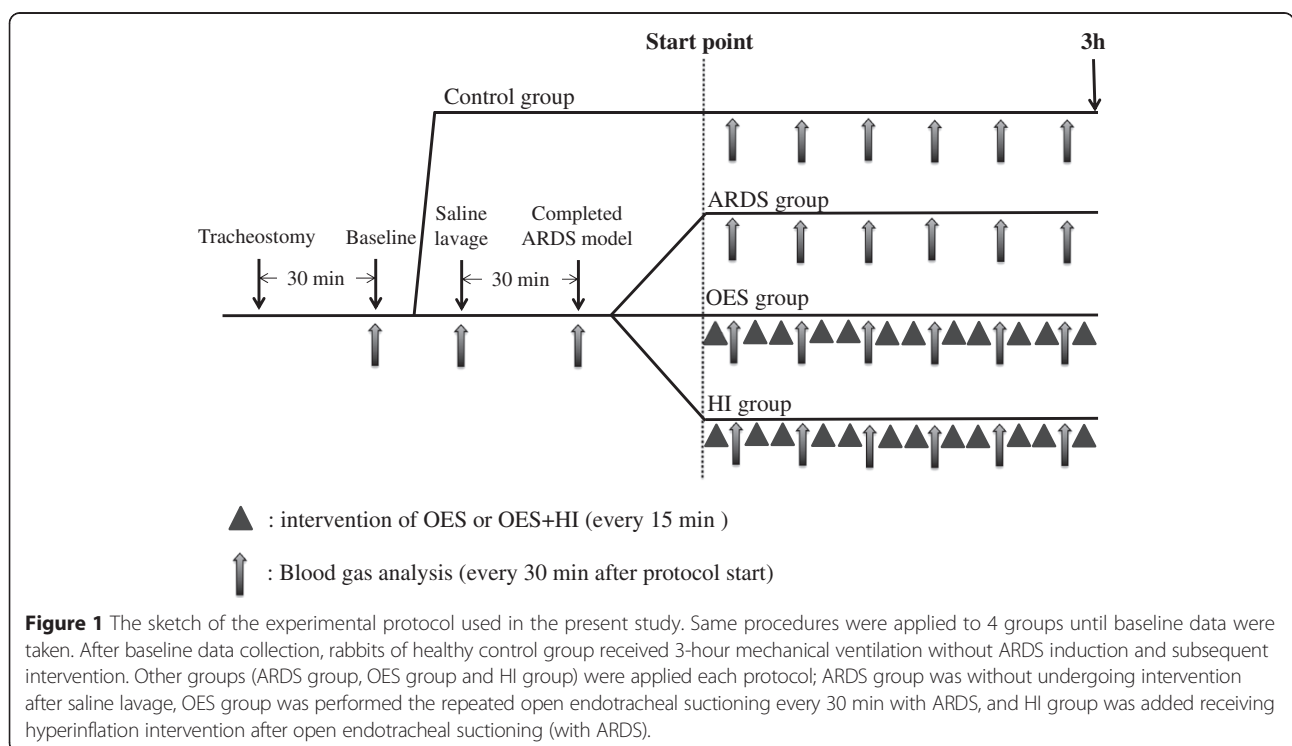 Start point
3h
Control group
ARDS group
Saline
lavage
Completed
ARDS model
Tracheostomy
Baseline
30 min
30 min
OES group
HI group
: intervention of OES or OES+HI (every 15 min )
: Blood gas analysis (every 30 min after protocol start)
Figure 1 The sketch of the experimental protocol used in the present study. Same procedures were applied to 4 groups until baseline data were
taken. After baseline data collection, rabbits of healthy control group received 3-hour mechanical ventilation without ARDS induction and subsequent
intervention. Other groups (ARDS group, OES group and HI group) were applied each protocol; ARDS group was without undergoing intervention
after saline lavage, OES group was performed the repeated open endotracheal suctioning every 30 min with ARDS, and HI group was added receiving
hyperinflation intervention after open endotracheal suctioning (with ARDS).